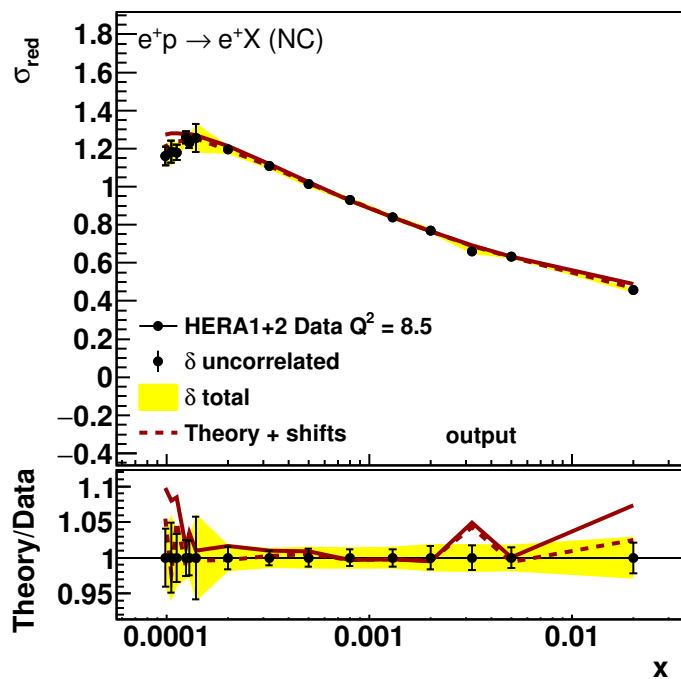 σred
1.8
1.6
1.4
1.2
1
0.8
0.6
0.4
0.2
0
−0.2
−0.4
e⁺p → e⁺X (NC)
HERA1+2 Data Q² = 8.5
δ uncorrelated
δ total
Theory + shifts
output
Theory/Data
1.1
1.05
1
0.95
0.0001
0.001
0.01
x